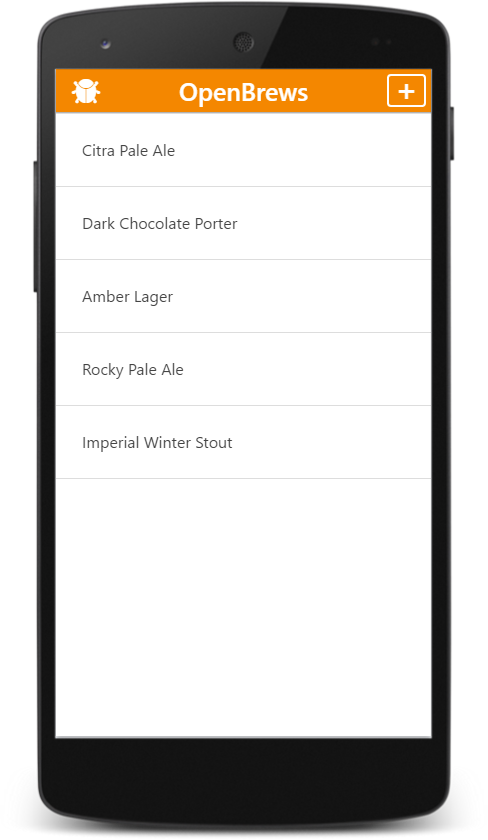 OpenBrews
+
Citra Pale Ale
Dark Chocolate Porter
Amber Lager
Rocky Pale Ale
Imperial Winter Stout